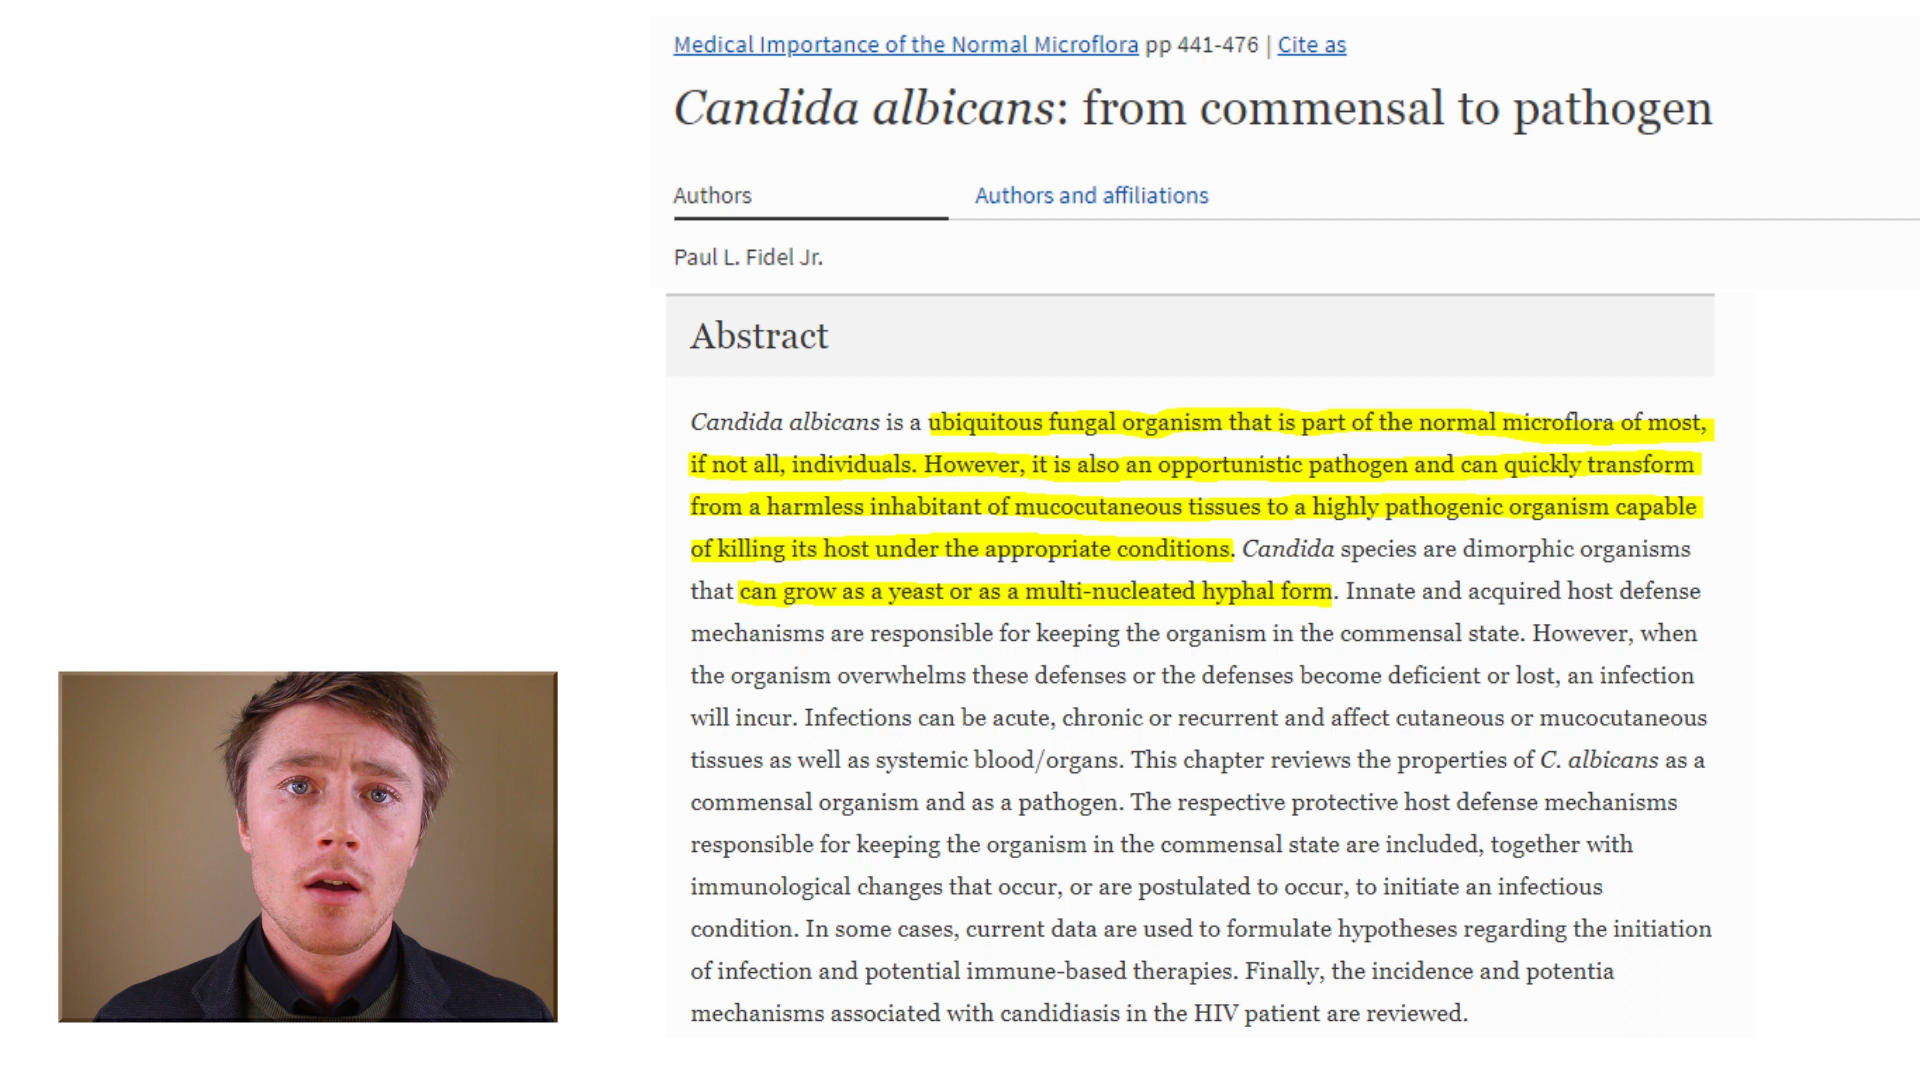 Medical Importance of the Normal Microflora pp 441-476 | Cite as
Candida albicans: from commensal to pathogen
Authors
Authors and affiliations
Paul L. Fidel Jr.
Abstract
Candida albicans is a ubiquitous fungal organism that is part of the normal microflora of most,
if not all, individuals. However, it is also an opportunistic pathogen and can quickly transform
from a harmless inhabitant of mucocutaneous tissues to a highly pathogenic organism capable
of killing its host under the appropriate conditions. Candida species are dimorphic organisms
that can grow as a yeast or as a multi-nucleated hyphal form. Innate and acquired host defense
mechanisms are responsible for keeping the organism in the commensal state. However, when
the organism overwhelms these defenses or the defenses become deficient or lost, an infection
will incur. Infections can be acute, chronic or recurrent and affect cutaneous or mucocutaneous
tissues as well as systemic blood/organs. This chapter reviews the properties of C. albicans as a
commensal organism and as a pathogen. The respective protective host defense mechanisms
responsible for keeping the organism in the commensal state are included, together with
immunological changes that occur, or are postulated to occur, to initiate an infectious
condition. In some cases, current data are used to formulate hypotheses regarding the initiation
of infection and potential immune-based therapies. Finally, the incidence and potentia
mechanisms associated with candidiasis in the HIV patient are reviewed.